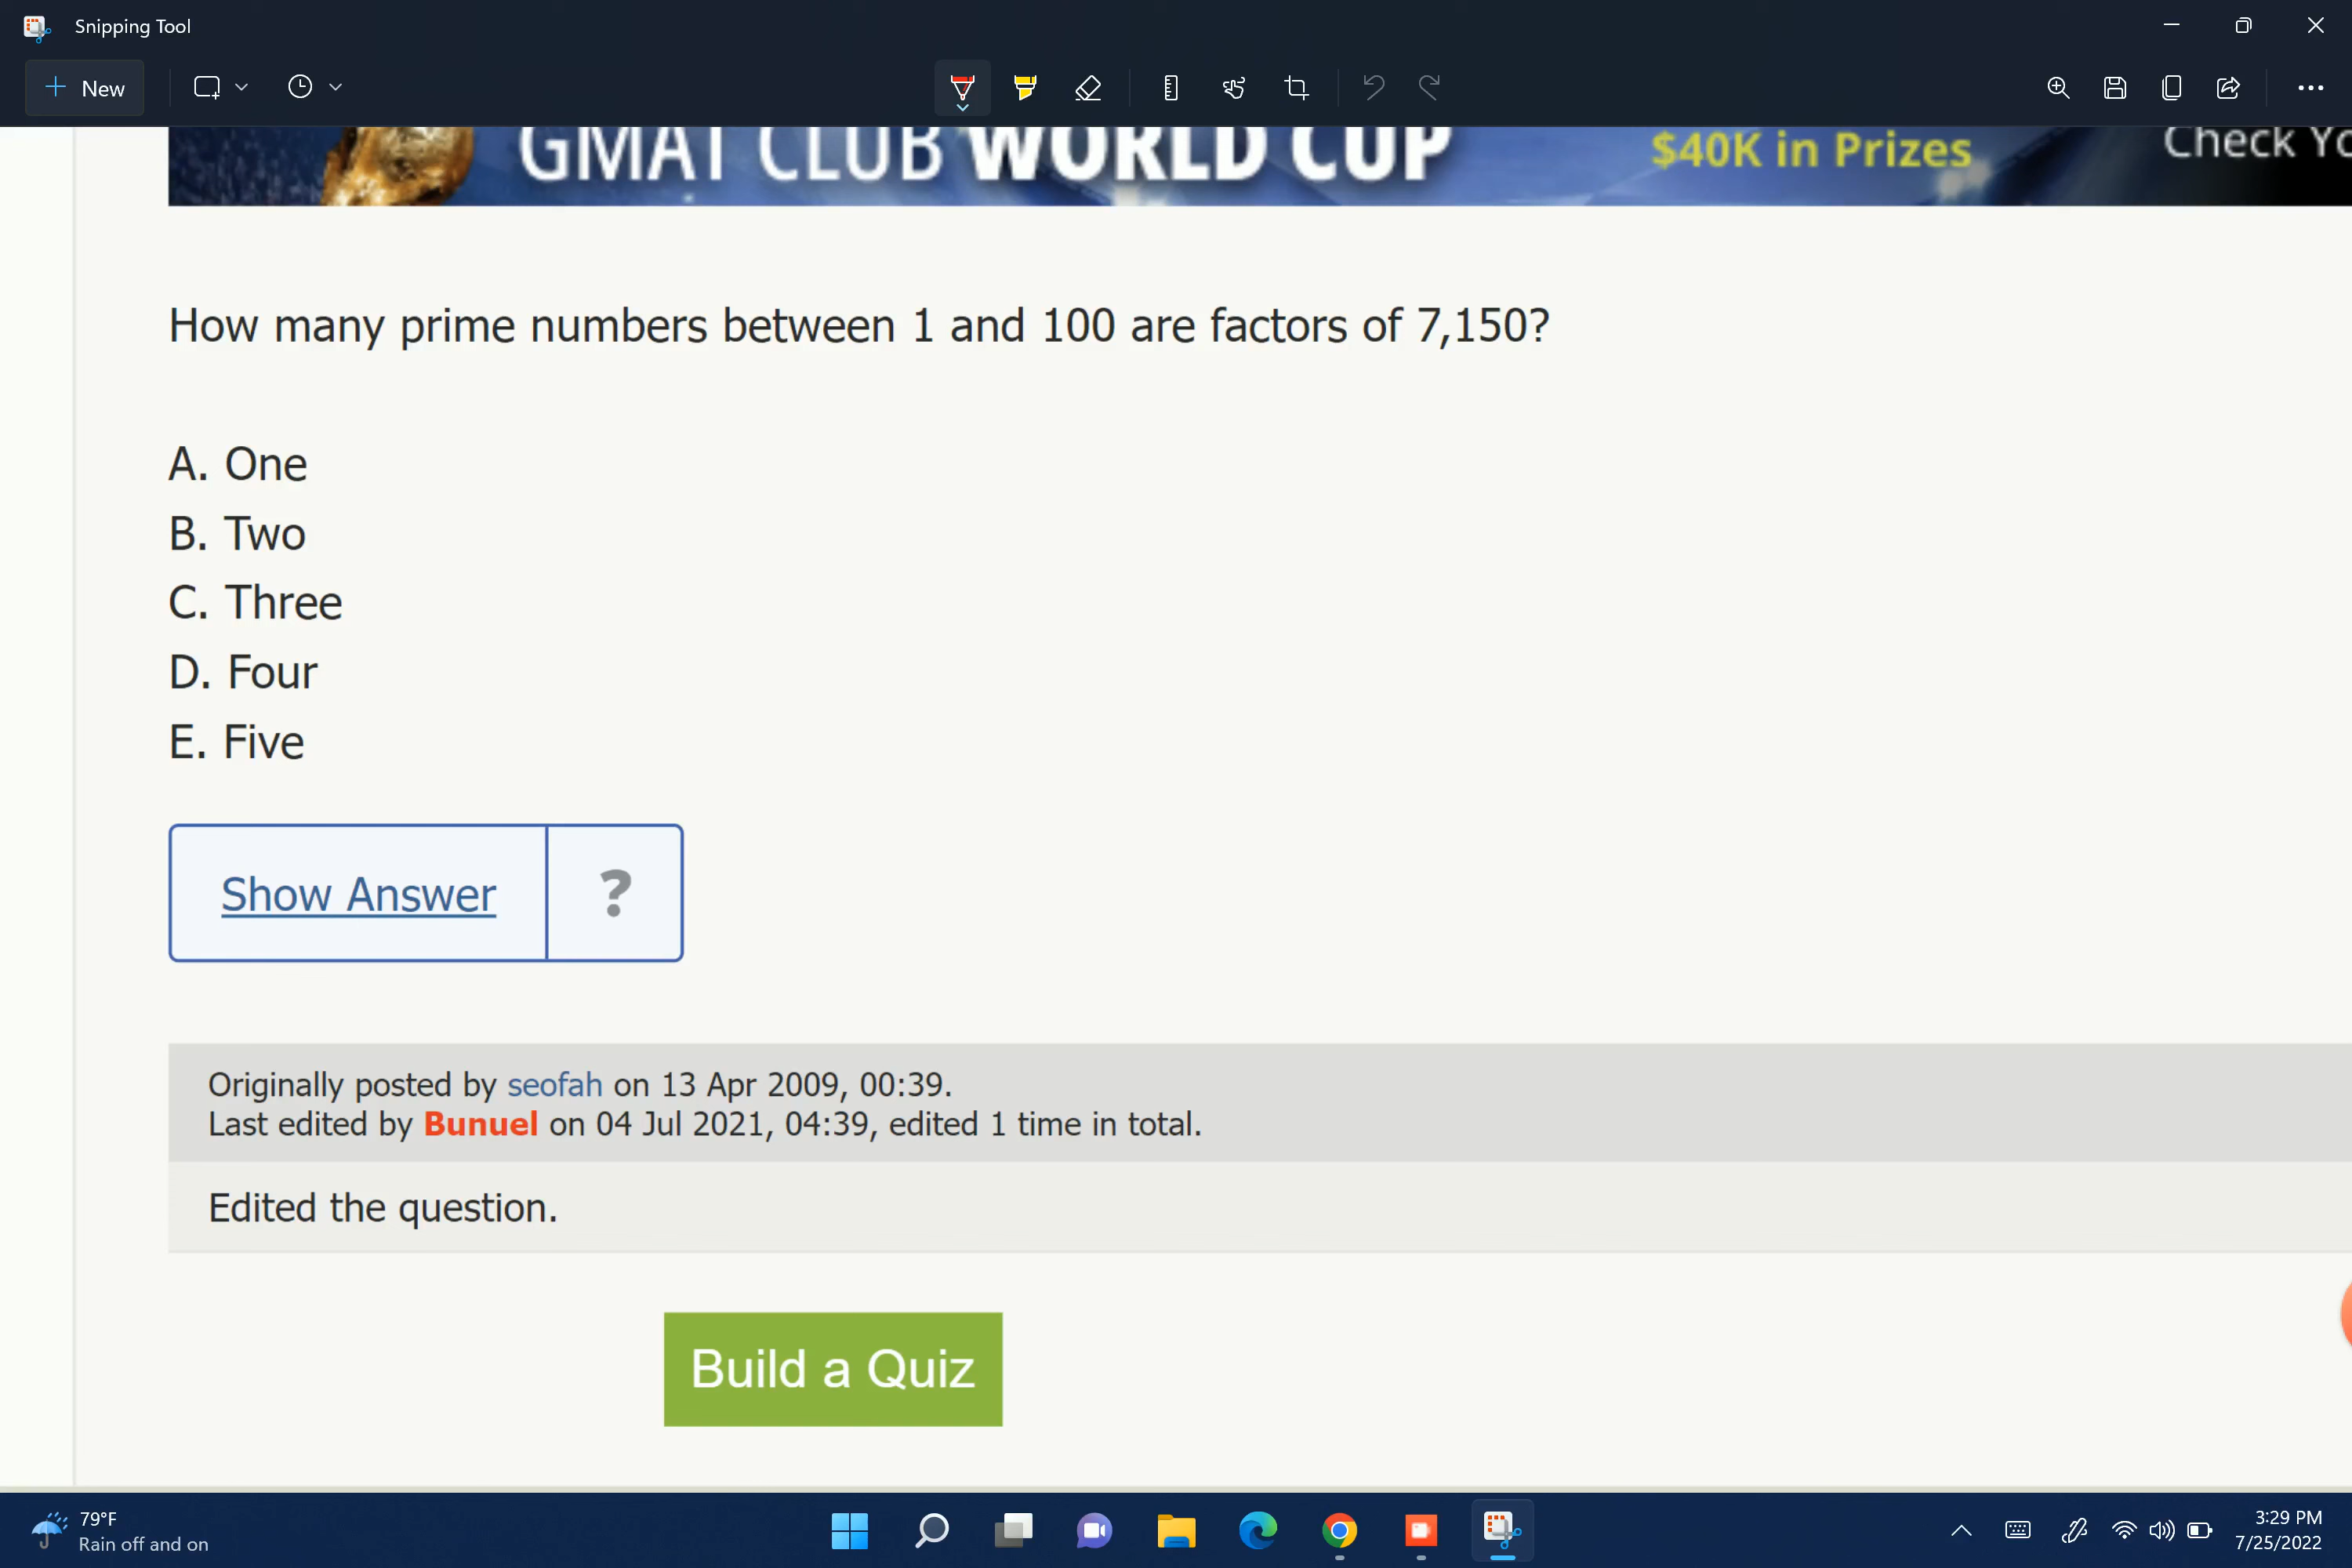 Snipping Tool
New
GMAT CLUB WORLD CUP
$40K in Prizes
Check Yo
How many prime numbers between 1 and 100 are factors of 7,150?
A. One
B. Two
C. Three
D. Four
E. Five
Show Answer
?
Originally posted by seofah on 13 Apr 2009, 00:39.
Last edited by Bunuel on 04 Jul 2021, 04:39, edited 1 time in total.
Edited the question.
Build a Quiz
79°F
Rain off and on
3:29 PM
7/25/2022